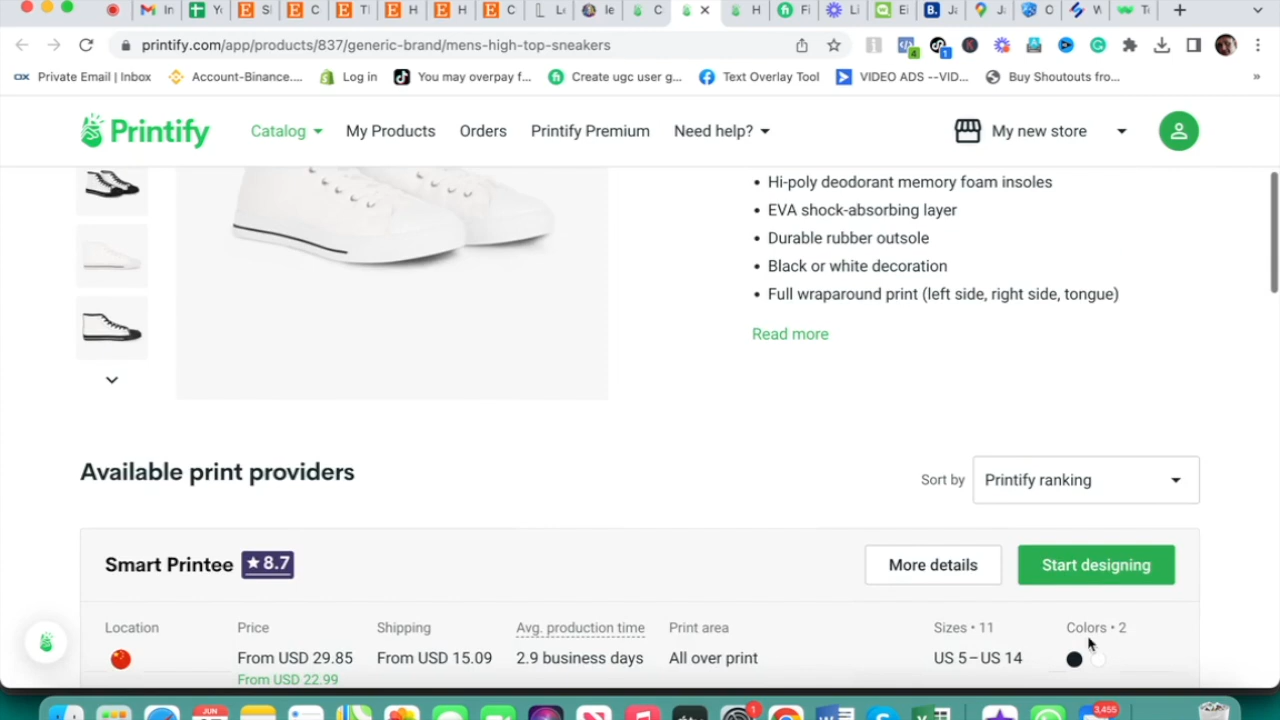 printify.com/app/products/837/generic-brand/mens-high-top-sneakers
4
1
Private Email | Inbox
Account-Binance....
Log in
You may overpay f...
Create ugc user g...
Text Overlay Tool
VIDEO ADS --VID...
Buy Shoutouts fro...
»
Printify
Catalog
My Products
Orders
Printify Premium
Need help?
My new store
• Hi-poly deodorant memory foam insoles
• EVA shock-absorbing layer
• Durable rubber outsole
• Black or white decoration
• Full wraparound print (left side, right side, tongue)
Read more
Available print providers
Sort by
Printify ranking
Smart Printee
★ 8.7
More details
Start designing
Location
Price
Shipping
Avg. production time
Print area
Sizes • 11
Colors • 2
From USD 29.85
From USD 15.09
2.9 business days
All over print
US 5–US 14
From USD 22.99
JUN
1
3,455